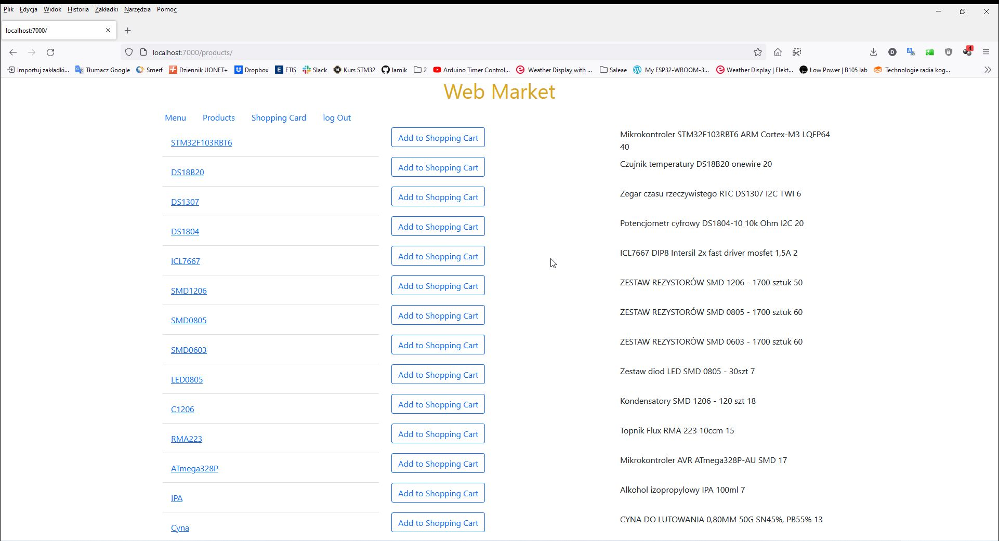 Plik Edycja Widok Historia Zakładki Narzędzia Pomoc
localhost:7000/
localhost:7000/products/
D
4
Importuj zakładki... Tłumacz Google Smerf Dziennik UONET+ Dropbox E ETIS Slack Kurs STM32 lamik 2 Arduino Timer Control... Weather Display with ... Saleae My ESP32-WROOM-3... Weather Display | Elekt... Low Power | B105 lab Technologie radia kog...
Web Market
Menu Products Shopping Card log Out
STM32F103RBT6 Add to Shopping Cart Mikrokontroler STM32F103RBT6 ARM Cortex-M3 LQFP64
40
DS18B20 Add to Shopping Cart Czujnik temperatury DS18B20 onewire 20
DS1307 Add to Shopping Cart Zegar czasu rzeczywistego RTC DS1307 I2C TWI 6
DS1804 Add to Shopping Cart Potencjometr cyfrowy DS1804-10 10k Ohm I2C 20
ICL7667 Add to Shopping Cart ICL7667 DIP8 Intersil 2x fast driver mosfet 1,5A 2
SMD1206 Add to Shopping Cart ZESTAW REZYSTORÓW SMD 1206 - 1700 sztuk 50
SMD0805 Add to Shopping Cart ZESTAW REZYSTORÓW SMD 0805 - 1700 sztuk 60
SMD0603 Add to Shopping Cart ZESTAW REZYSTORÓW SMD 0603 - 1700 sztuk 60
LED0805 Add to Shopping Cart Zestaw diod LED SMD 0805 - 30szt 7
C1206 Add to Shopping Cart Kondensatory SMD 1206 - 120 szt 18
RMA223 Add to Shopping Cart Topnik Flux RMA 223 10ccm 15
ATmega328P Add to Shopping Cart Mikrokontroler AVR ATmega328P-AU SMD 17
IPA Add to Shopping Cart Alkohol izopropylowy IPA 100ml 7
Cyna Add to Shopping Cart CYNA DO LUTOWANIA 0,80MM 50G SN45%, PB55% 13